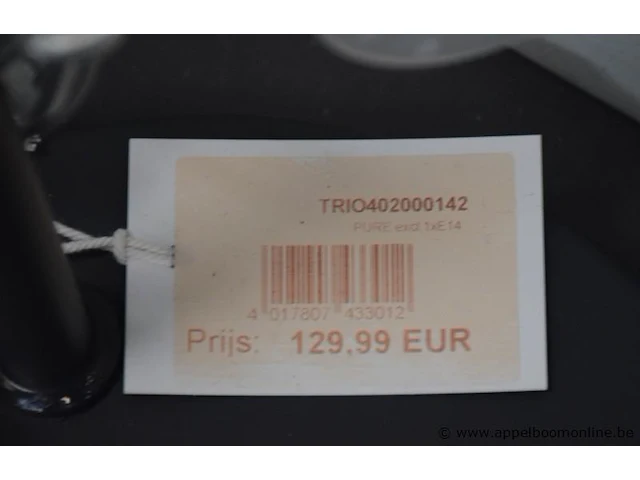 TRIO402000142
PURE excl.1xE14
4 017807 433012
Prijs: 129,99 EUR
© www.appelboomonline.be